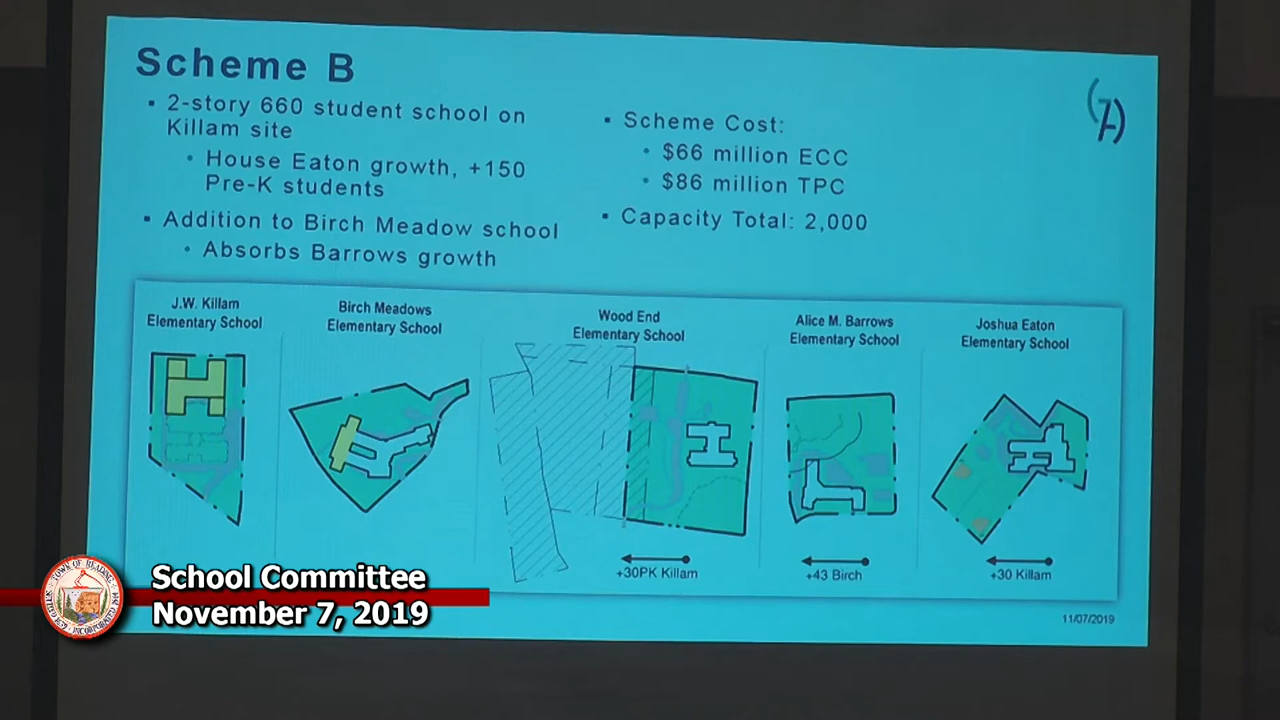 Scheme B
2-story 660 student school on
Killam site
House Eaton growth, +150
Pre-K students
Addition to Birch Meadow school
Absorbs Barrows growth
Scheme Cost:
$66 million ECC
$86 million TPC
Capacity Total: 2,000
J.W. Killam
Elementary School
Birch Meadows
Elementary School
Wood End
Elementary School
Alice M. Barrows
Elementary School
Joshua Eaton
Elementary School
+30PK Killam
+43 Birch
+30 Killam
11/07/2019
TOWN OF READING
School Committee
November 7, 2019